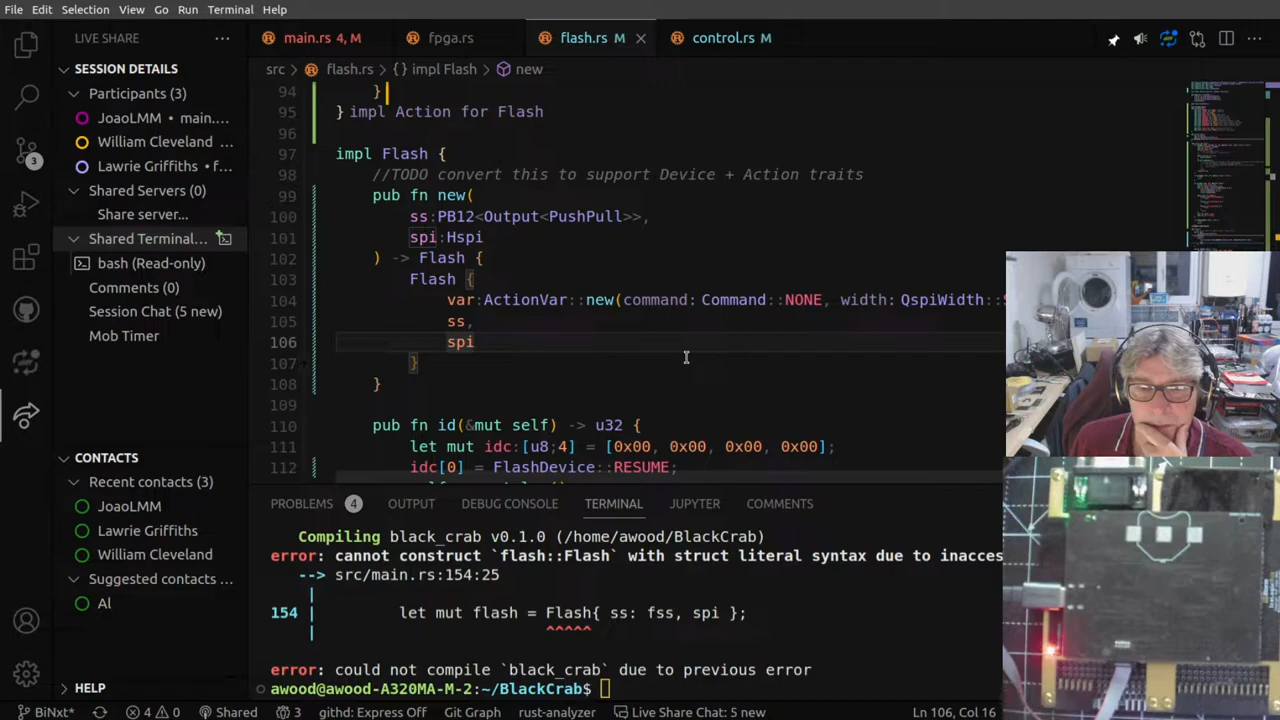 File Edit Selection View Go Run Terminal Help
LIVE SHARE ...
main.rs 4, M fpga.rs flash.rs M control.rs M
SESSION DETAILS
Participants (3)
JoaoLMM • main....
William Cleveland ...
Lawrie Griffiths • f...
Shared Servers (0)
Share server...
Shared Terminal...
bash (Read-only)
Comments (0)
Session Chat (5 new)
Mob Timer
CONTACTS
Recent contacts (3)
JoaoLMM
Lawrie Griffiths
William Cleveland
Suggested contacts ...
Al
HELP
3
src > flash.rs > {} impl Flash > new
94 }
95 } impl Action for Flash
96
97 impl Flash {
98 //TODO convert this to support Device + Action traits
99 pub fn new(
100 ss:PB12<Output<PushPull>>,
101 spi:Hspi
102 ) -> Flash {
103 Flash {
104 var:ActionVar::new(command:Command::NONE, width:QspiWidth::
105 ss,
106 spi
107 }
108 }
109
110 pub fn id(&mut self) -> u32 {
111 let mut idc:[u8;4] = [0x00, 0x00, 0x00, 0x00];
112 idc[0] = FlashDevice::RESUME;
PROBLEMS 4 OUTPUT DEBUG CONSOLE TERMINAL JUPYTER COMMENTS
Compiling black_crab v0.1.0 (/home/awood/BlackCrab)
error: cannot construct `flash::Flash` with struct literal syntax due to inacces
--> src/main.rs:154:25
|
154 | let mut flash = Flash{ ss: fss, spi };
| ^^^^^
error: could not compile `black_crab` due to previous error
awood@awood-A320MA-M-2:~/BlackCrab$
BiNxt* 4 0 Shared 3 githd: Express Off Git Graph rust-analyzer Live Share Chat: 5 new Ln 106, Col 16